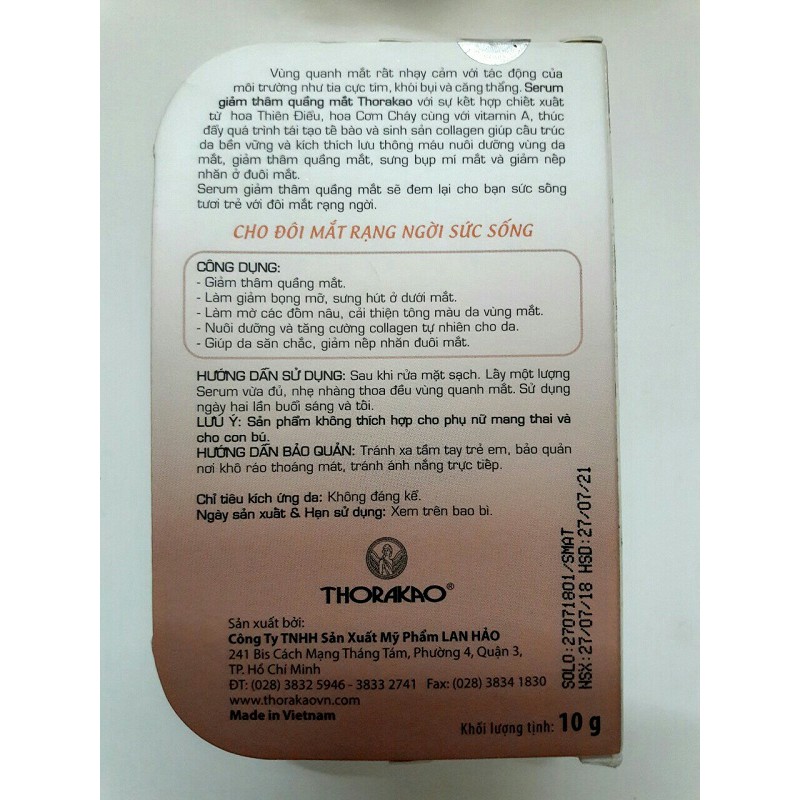 Vùng quanh mắt rất nhạy cảm với tác động của
môi trường như tia cực tím, khói bụi và căng thẳng. Serum
giảm thâm quầng mắt Thorakao với sự kết hợp chiết xuất
từ hoa Thiên Điểu, hoa Cơm Cháy cùng với vitamin A, thúc
đẩy quá trình tái tạo tế bào và sinh sản collagen giúp cấu trúc
da bền vững và kích thích lưu thông máu nuôi dưỡng vùng da
mắt, giảm thâm quầng mắt, sưng bụp mi mắt và giảm nếp
nhăn ở đuôi mắt.
Serum giảm thâm quầng mắt sẽ đem lại cho bạn sức sống
tươi trẻ với đôi mắt rạng ngời.
CHO ĐÔI MẮT RẠNG NGỜI SỨC SỐNG
CÔNG DỤNG:
- Giảm thâm quầng mắt.
- Làm giảm bọng mỡ, sưng hút ở dưới mắt.
- Làm mờ các đốm nâu, cải thiện tông màu da vùng mắt.
- Nuôi dưỡng và tăng cường collagen tự nhiên cho da.
- Giúp da săn chắc, giảm nếp nhăn đuôi mắt.
HƯỚNG DẪN SỬ DỤNG: Sau khi rửa mặt sạch. Lấy một lượng
Serum vừa đủ, nhẹ nhàng thoa đều vùng quanh mắt. Sử dụng
ngày hai lần buổi sáng và tối.
LƯU Ý: Sản phẩm không thích hợp cho phụ nữ mang thai và
cho con bú.
HƯỚNG DẪN BẢO QUẢN: Tránh xa tầm tay trẻ em, bảo quản
nơi khô ráo thoáng mát, tránh ánh nắng trực tiếp.
Chỉ tiêu kích ứng da: Không đáng kể.
Ngày sản xuất & Hạn sử dụng: Xem trên bao bì.
THORAKAO®
Sản xuất bởi:
Công Ty TNHH Sản Xuất Mỹ Phẩm LAN HẢO
241 Bis Cách Mạng Tháng Tám, Phường 4, Quận 3,
TP. Hồ Chí Minh
ĐT: (028) 3832 5946 - 3833 2741 Fax: (028) 3834 1830
www.thorakaovn.com
Made in Vietnam
Khối lượng tịnh: 10 g
SOLO:27071801/SMAT
NSX:27/07/18 HSD:27/07/21